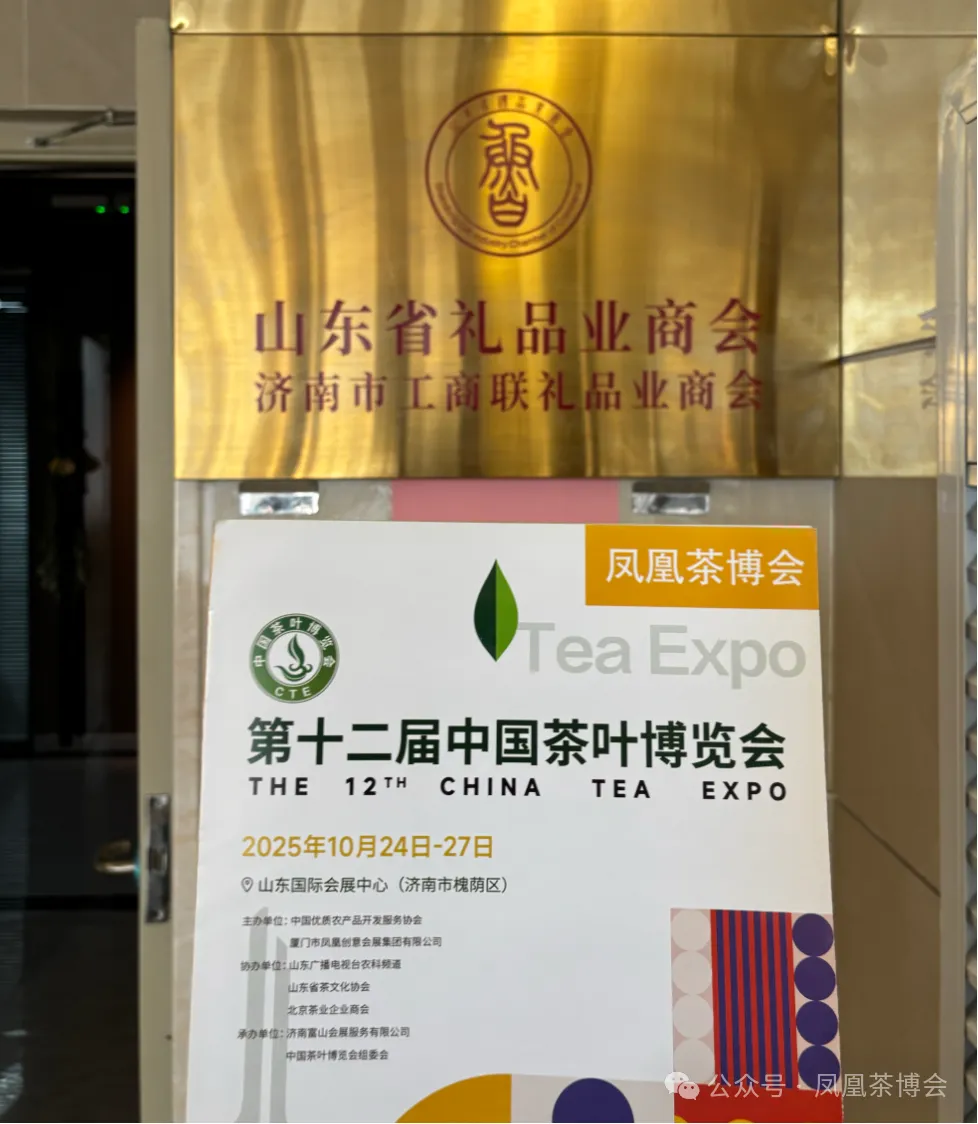 山东省礼品业商会
济南市工商联礼品业商会
凤凰茶博会
Tea Expo
中国茶叶博览会
CTE
第十二届中国茶叶博览会
THE 12TH CHINA TEA EXPO
2025年10月24日-27日
山东国际会展中心（济南市槐荫区）
主办单位：中国优质农产品开发服务协会
厦门市凤凰创意会展集团有限公司
协办单位：山东广播电视台农科频道
山东省茶文化协会
北京茶业企业商会
承办单位：济南富山会展服务有限公司
中国茶叶博览会组委会
公众号 · 凤凰茶博会